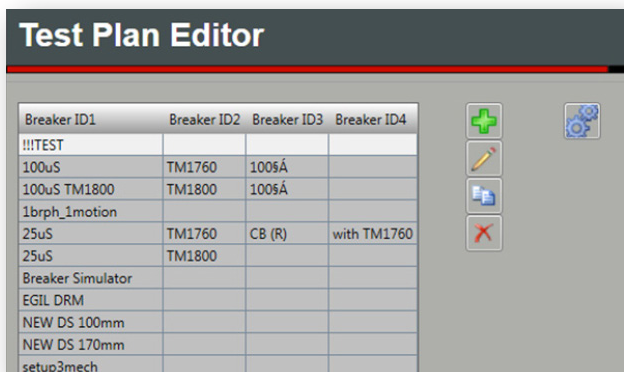 Test Plan Editor
Breaker ID1 Breaker ID2 Breaker ID3 Breaker ID4
!!!TEST
100uS TM1760 100§Á
100uS TM1800 TM1800 100§Á
1brph_1motion
25uS TM1760 CB (R) with TM1760
25uS TM1800
Breaker Simulator
EGIL DRM
NEW DS 100mm
NEW DS 170mm
setup3mech